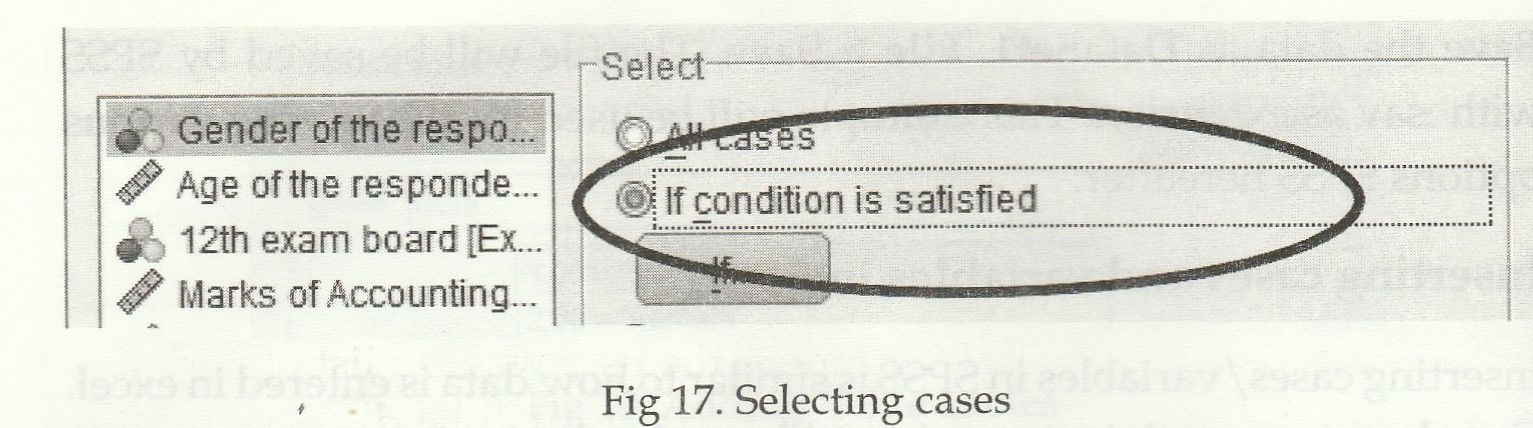 Select
Gender of the respo...
All cases
Age of the responde...
If condition is satisfied
12th exam board [Ex...
If...
Marks of Accounting...
Fig 17. Selecting cases